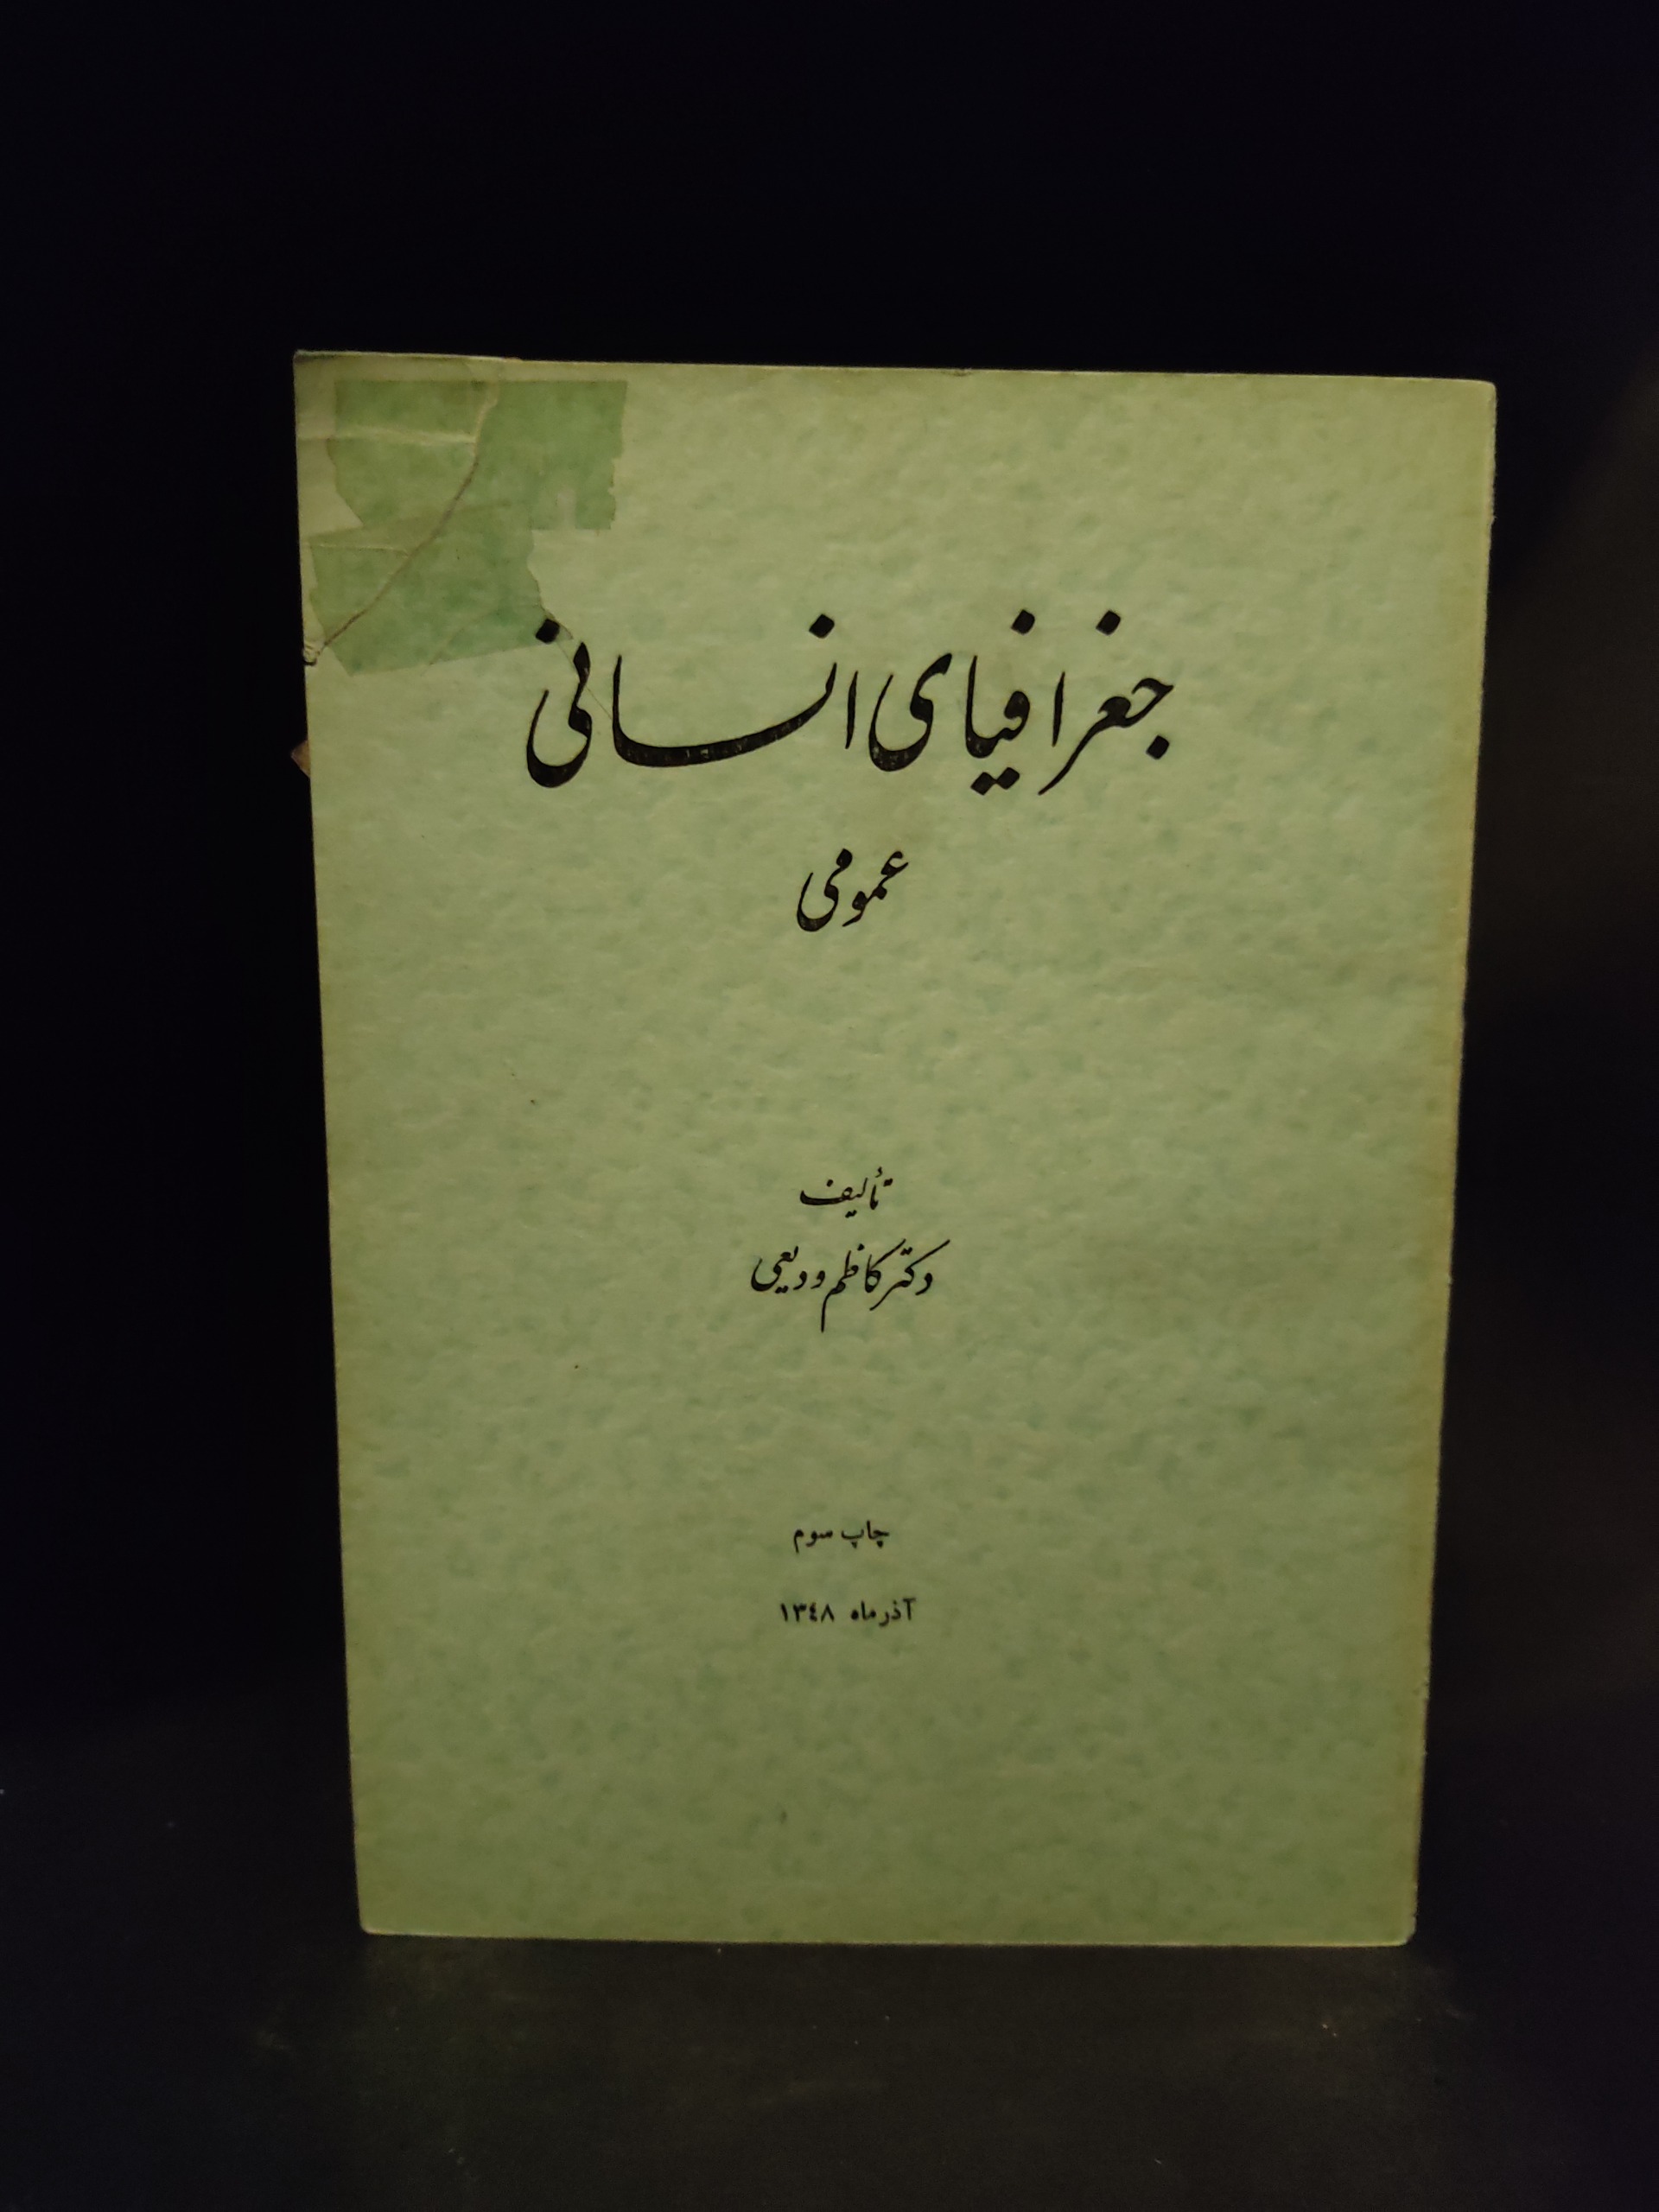 جغرافیای انسانی
عمومی
تألیف
دکتر کاظم ودیعی
چاپ سوم
آذرماه ۱۳۴۸